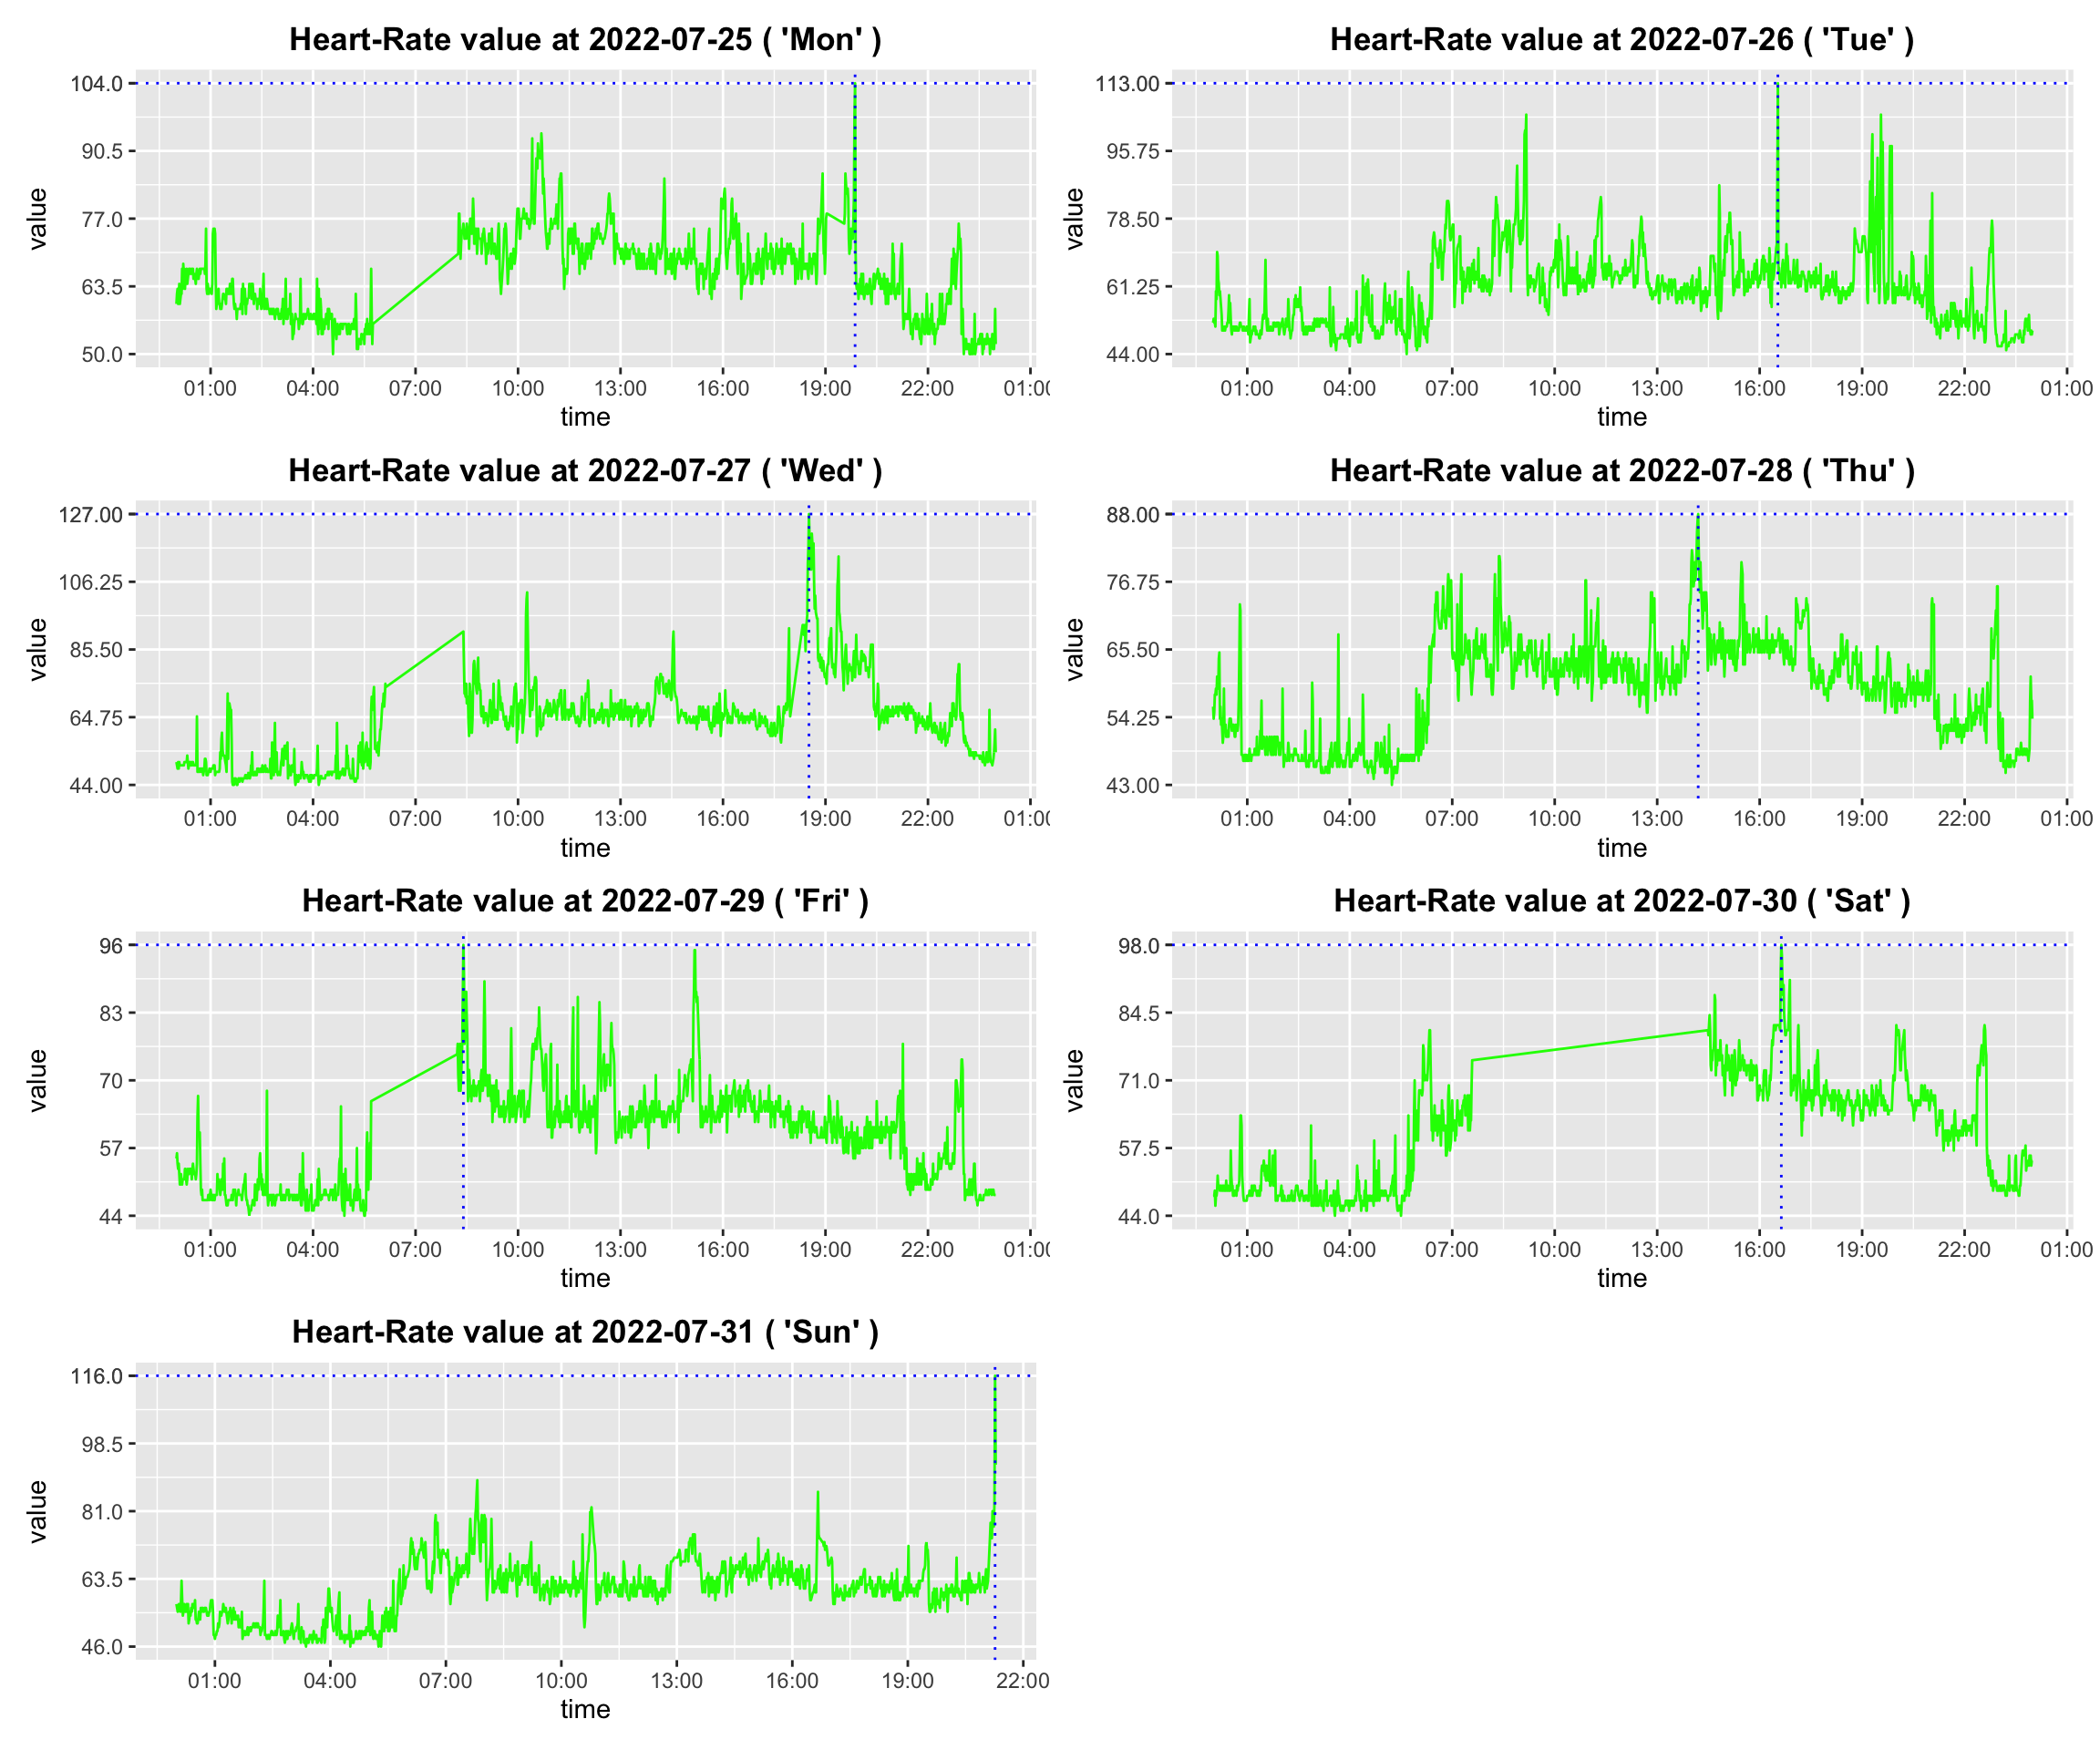 Heart-Rate value at 2022-07-25 ( 'Mon' )
value
104.0
90.5
77.0
63.5
50.0
01:00 04:00 07:00 10:00 13:00 16:00 19:00 22:00 01:00
time
Heart-Rate value at 2022-07-26 ( 'Tue' )
value
113.00
95.75
78.50
61.25
44.00
01:00 04:00 07:00 10:00 13:00 16:00 19:00 22:00 01:00
time
Heart-Rate value at 2022-07-27 ( 'Wed' )
value
127.00
106.25
85.50
64.75
44.00
01:00 04:00 07:00 10:00 13:00 16:00 19:00 22:00 01:00
time
Heart-Rate value at 2022-07-28 ( 'Thu' )
value
88.00
76.75
65.50
54.25
43.00
01:00 04:00 07:00 10:00 13:00 16:00 19:00 22:00 01:00
time
Heart-Rate value at 2022-07-29 ( 'Fri' )
value
96
83
70
57
44
01:00 04:00 07:00 10:00 13:00 16:00 19:00 22:00 01:00
time
Heart-Rate value at 2022-07-30 ( 'Sat' )
value
98.0
84.5
71.0
57.5
44.0
01:00 04:00 07:00 10:00 13:00 16:00 19:00 22:00 01:00
time
Heart-Rate value at 2022-07-31 ( 'Sun' )
value
116.0
98.5
81.0
63.5
46.0
01:00 04:00 07:00 10:00 13:00 16:00 19:00 22:00
time